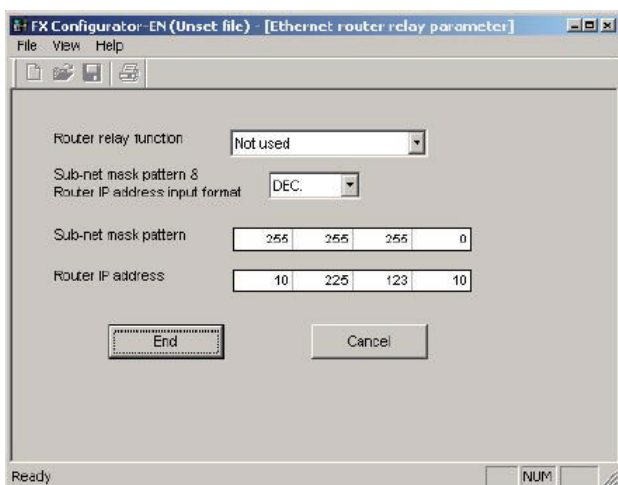 FX Configurator-EN (Unset file) - [Ethernet router relay parameter]
File View Help
Router relay function Not used
Sub-net mask pattern &
Router IP address input format DEC.
Sub-net mask pattern 255 255 255 0
Router IP address 10 225 123 10
End Cancel
Ready NUM